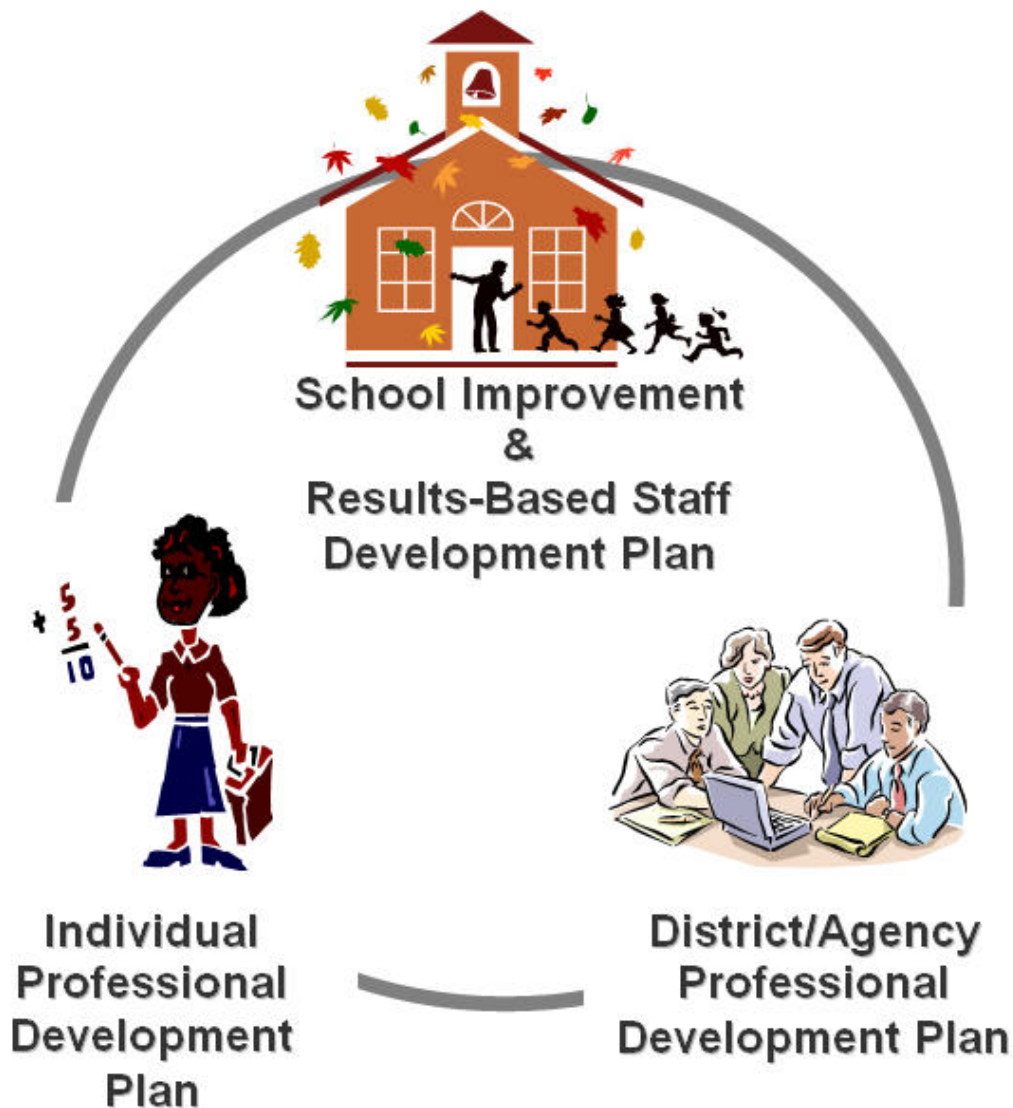 School Improvement
&
Results-Based Staff
Development Plan
5
+ 5
10
Individual
Professional
Development
Plan
District/Agency
Professional
Development Plan